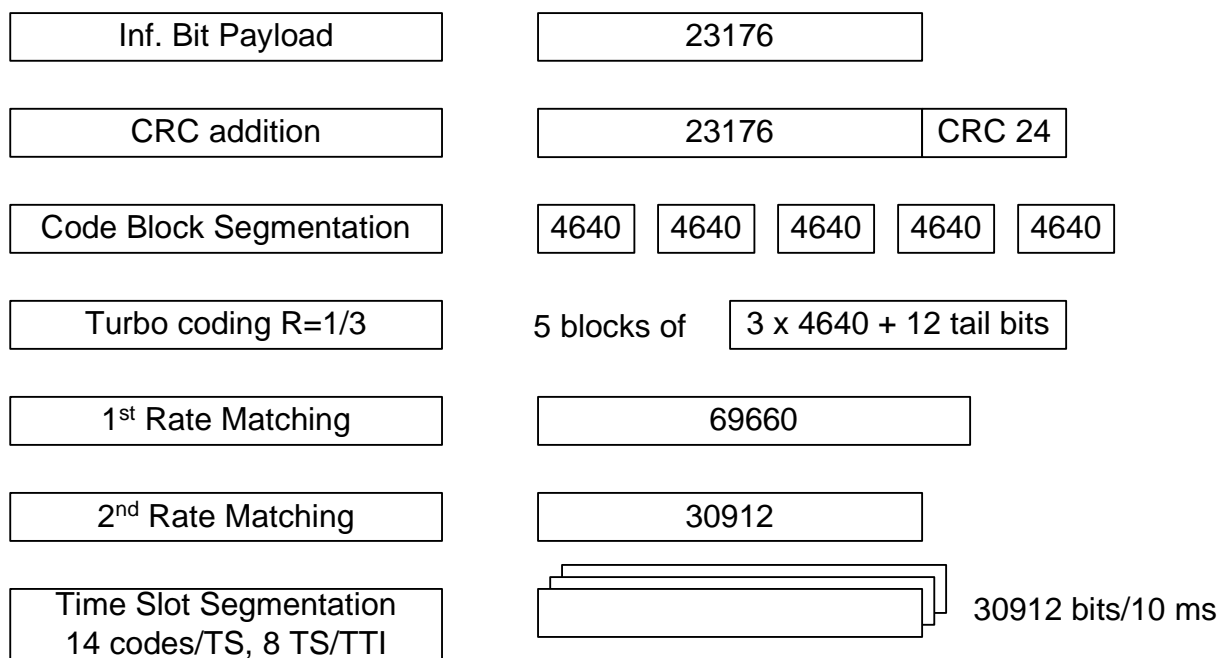 Inf. Bit Payload 23176
CRC addition 23176 CRC 24
Code Block Segmentation 4640 4640 4640 4640 4640
Turbo coding R=1/3 5 blocks of 3 x 4640 + 12 tail bits
1st Rate Matching 69660
2nd Rate Matching 30912
Time Slot Segmentation
14 codes/TS, 8 TS/TTI
30912 bits/10 ms